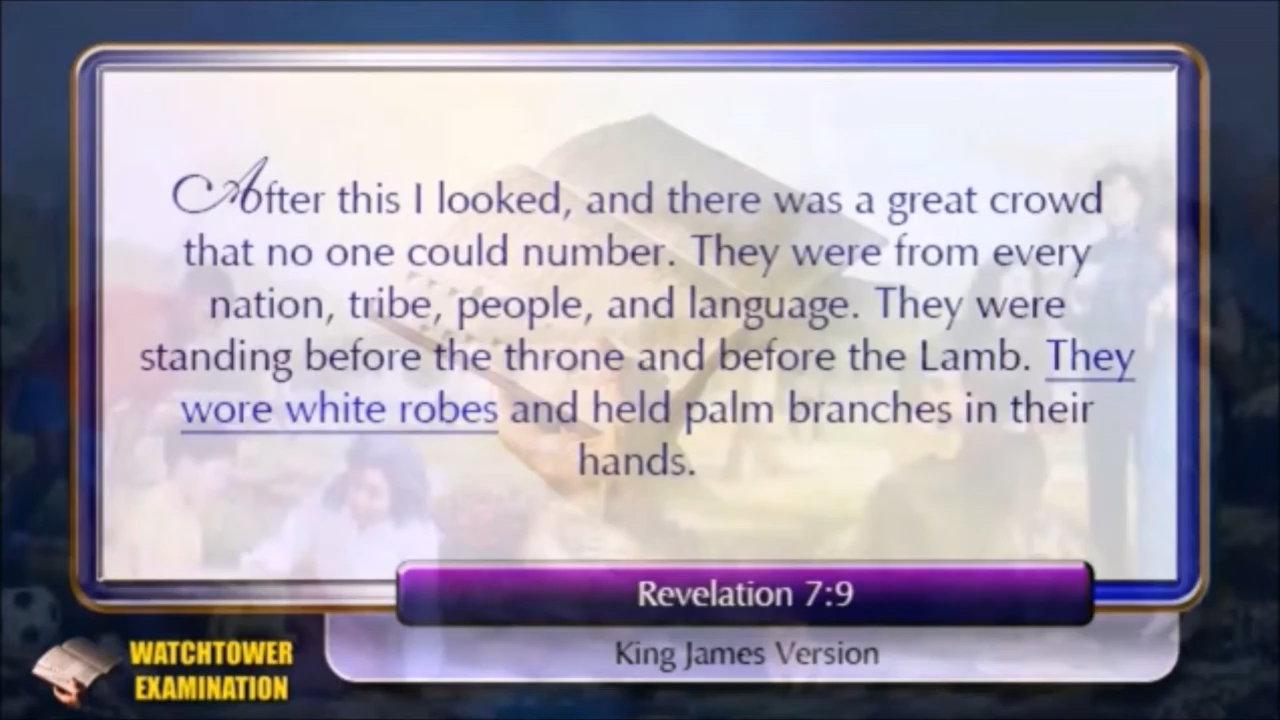 After this I looked, and there was a great crowd
that no one could number. They were from every
nation, tribe, people, and language. They were
standing before the throne and before the Lamb. They
wore white robes and held palm branches in their
hands.
Revelation 7:9
King James Version
WATCHTOWER
EXAMINATION